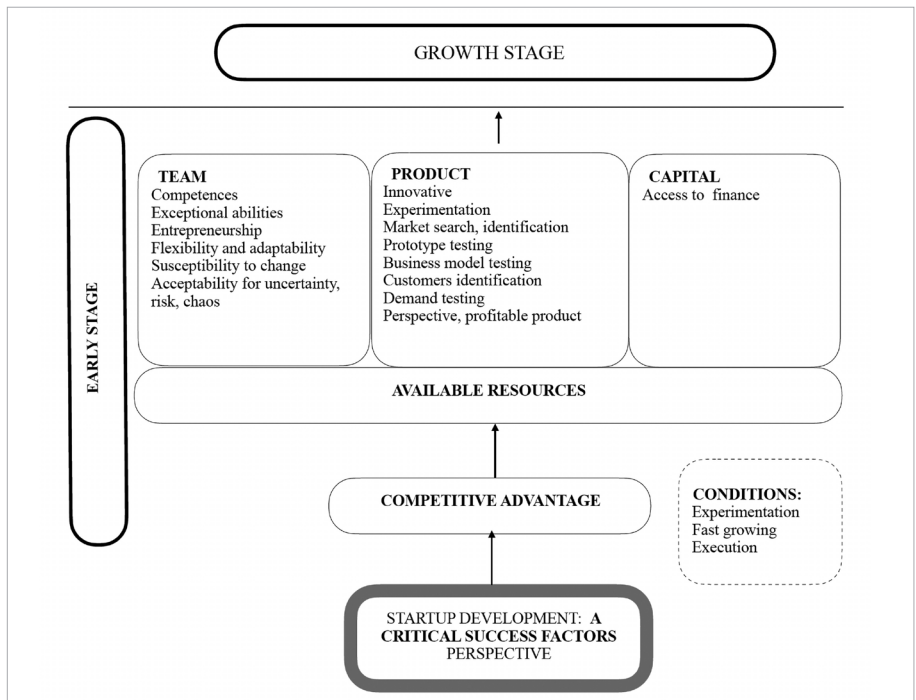 GROWTH STAGE
EARLY STAGE
TEAM
Competences
Exceptional abilities
Entrepreneurship
Flexibility and adaptability
Susceptibility to change
Acceptability for uncertainty,
risk, chaos
PRODUCT
Innovative
Experimentation
Market search, identification
Prototype testing
Business model testing
Customers identification
Demand testing
Perspective, profitable product
CAPITAL
Access to finance
AVAILABLE RESOURCES
COMPETITIVE ADVANTAGE
CONDITIONS:
Experimentation
Fast growing
Execution
STARTUP DEVELOPMENT: A
CRITICAL SUCCESS FACTORS
PERSPECTIVE